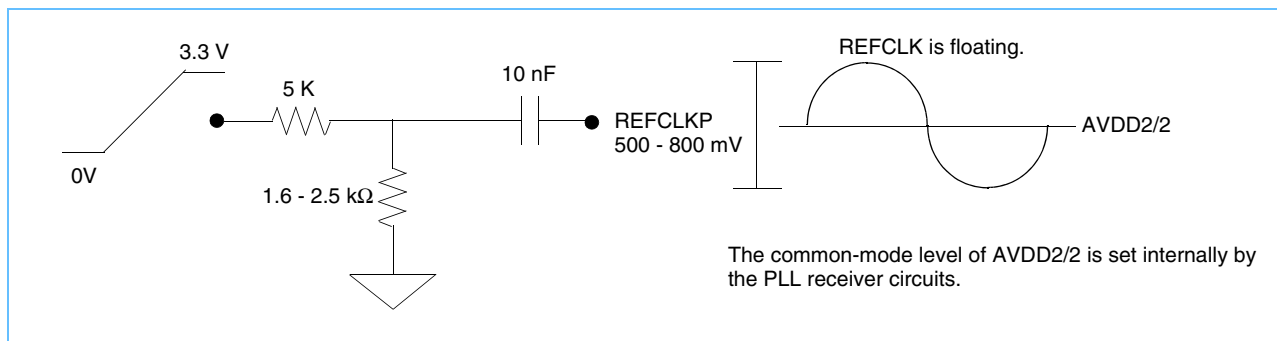 3.3 V
0V
5 K
1.6 - 2.5 kΩ
10 nF
REFCLKP
500 - 800 mV
REFCLK is floating.
AVDD2/2
The common-mode level of AVDD2/2 is set internally by
the PLL receiver circuits.